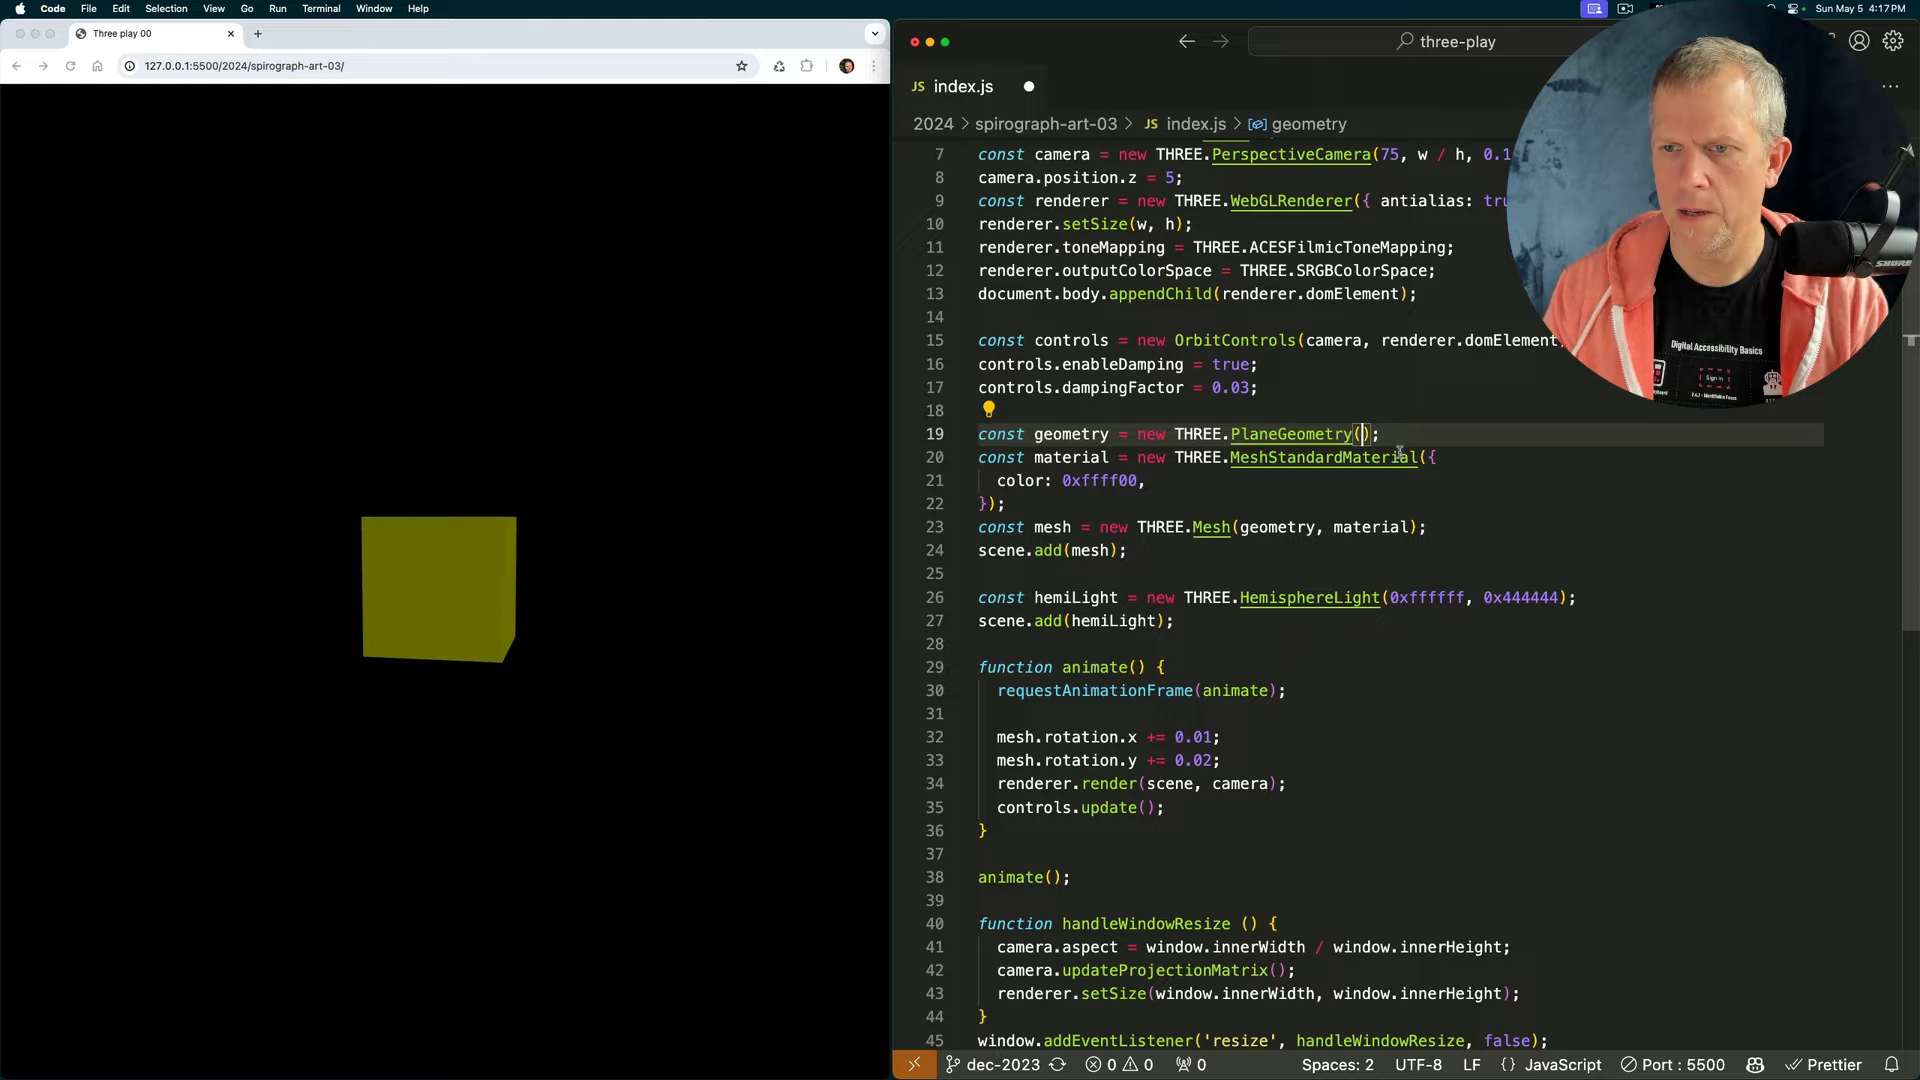 Code File Edit Selection View Go Run Terminal Window Help
Sun May 5 4:17 PM
Three play 00
127.0.0.1:5500/2024/spirograph-art-03/
three-play
JS index.js
2024 > spirograph-art-03 > JS index.js > geometry
7 const camera = new THREE.PerspectiveCamera(75, w / h, 0.1
8 camera.position.z = 5;
9 const renderer = new THREE.WebGLRenderer({ antialias: tru
10 renderer.setSize(w, h);
11 renderer.toneMapping = THREE.ACESFilmicToneMapping;
12 renderer.outputColorSpace = THREE.SRGBColorSpace;
13 document.body.appendChild(renderer.domElement);
14
15 const controls = new OrbitControls(camera, renderer.domElement)
16 controls.enableDamping = true;
17 controls.dampingFactor = 0.03;
18
19 const geometry = new THREE.PlaneGeometry();
20 const material = new THREE.MeshStandardMaterial({
21 color: 0xffff00,
22 });
23 const mesh = new THREE.Mesh(geometry, material);
24 scene.add(mesh);
25
26 const hemiLight = new THREE.HemisphereLight(0xffffff, 0x444444);
27 scene.add(hemiLight);
28
29 function animate() {
30 requestAnimationFrame(animate);
31
32 mesh.rotation.x += 0.01;
33 mesh.rotation.y += 0.02;
34 renderer.render(scene, camera);
35 controls.update();
36 }
37
38 animate();
39
40 function handleWindowResize () {
41 camera.aspect = window.innerWidth / window.innerHeight;
42 camera.updateProjectionMatrix();
43 renderer.setSize(window.innerWidth, window.innerHeight);
44 }
45 window.addEventListener('resize', handleWindowResize, false);
dec-2023 0 0 0 Spaces: 2 UTF-8 LF {} JavaScript Port : 5500 Prettier
SHURE
Digital Accessibility Basics
Sign in